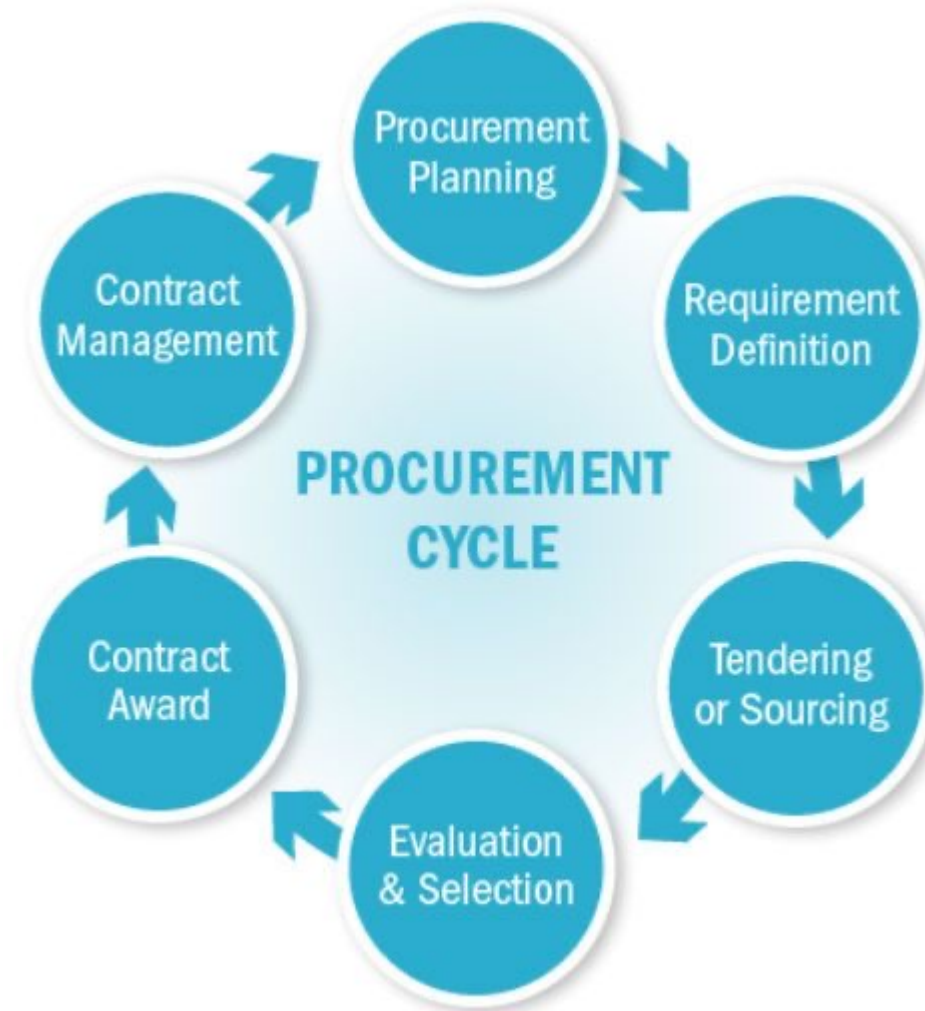 Procurement
Planning
Requirement
Definition
Tendering
or Sourcing
Evaluation
& Selection
Contract
Award
Contract
Management
PROCUREMENT
CYCLE